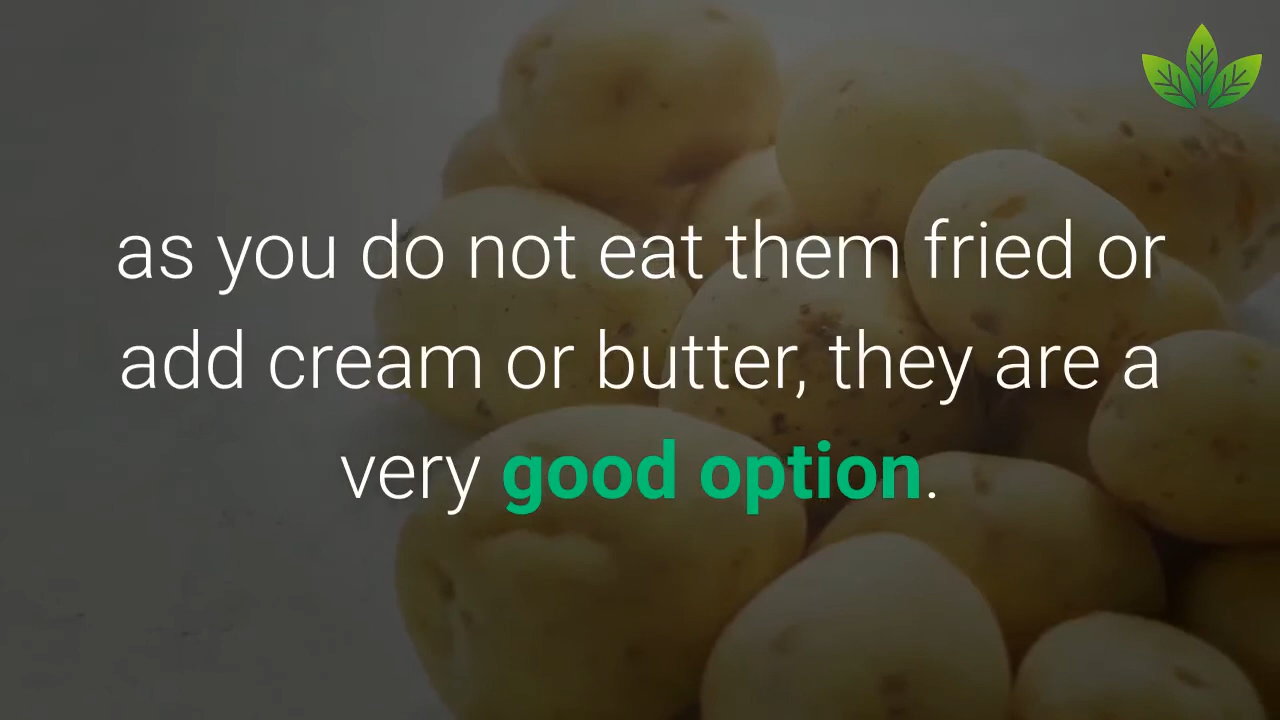 as you do not eat them fried or
add cream or butter, they are a
very good option.